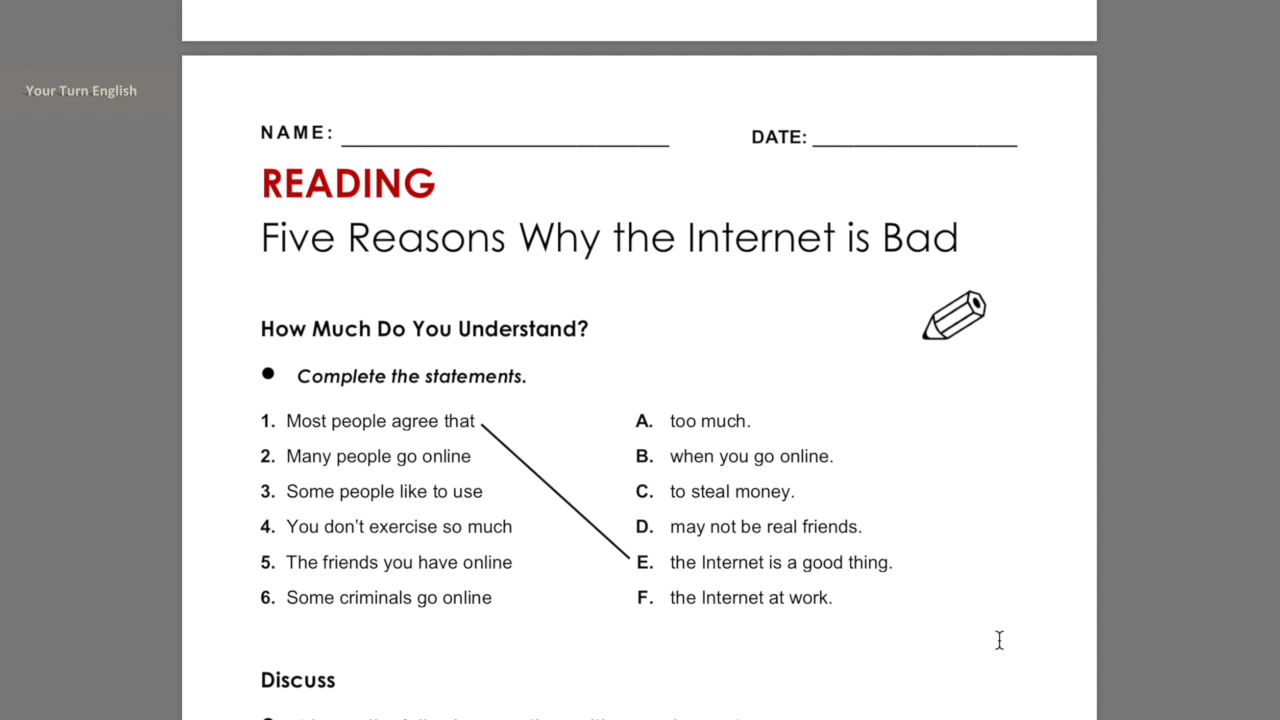 Your Turn English
NAME: DATE:
READING
Five Reasons Why the Internet is Bad
How Much Do You Understand?
● Complete the statements.
1. Most people agree that A. too much.
2. Many people go online B. when you go online.
3. Some people like to use C. to steal money.
4. You don’t exercise so much D. may not be real friends.
5. The friends you have online E. the Internet is a good thing.
6. Some criminals go online F. the Internet at work.
Discuss